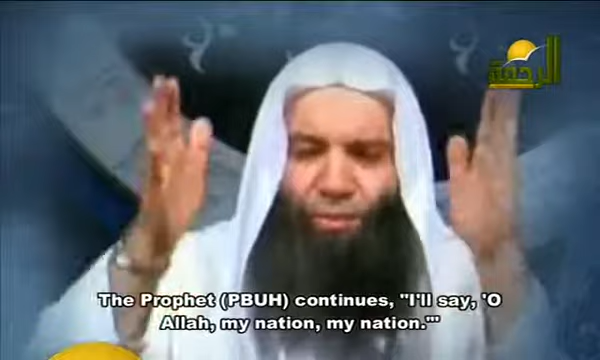 الرحمة
The Prophet (PBUH) continues, "I'll say, 'O
Allah, my nation, my nation.'"